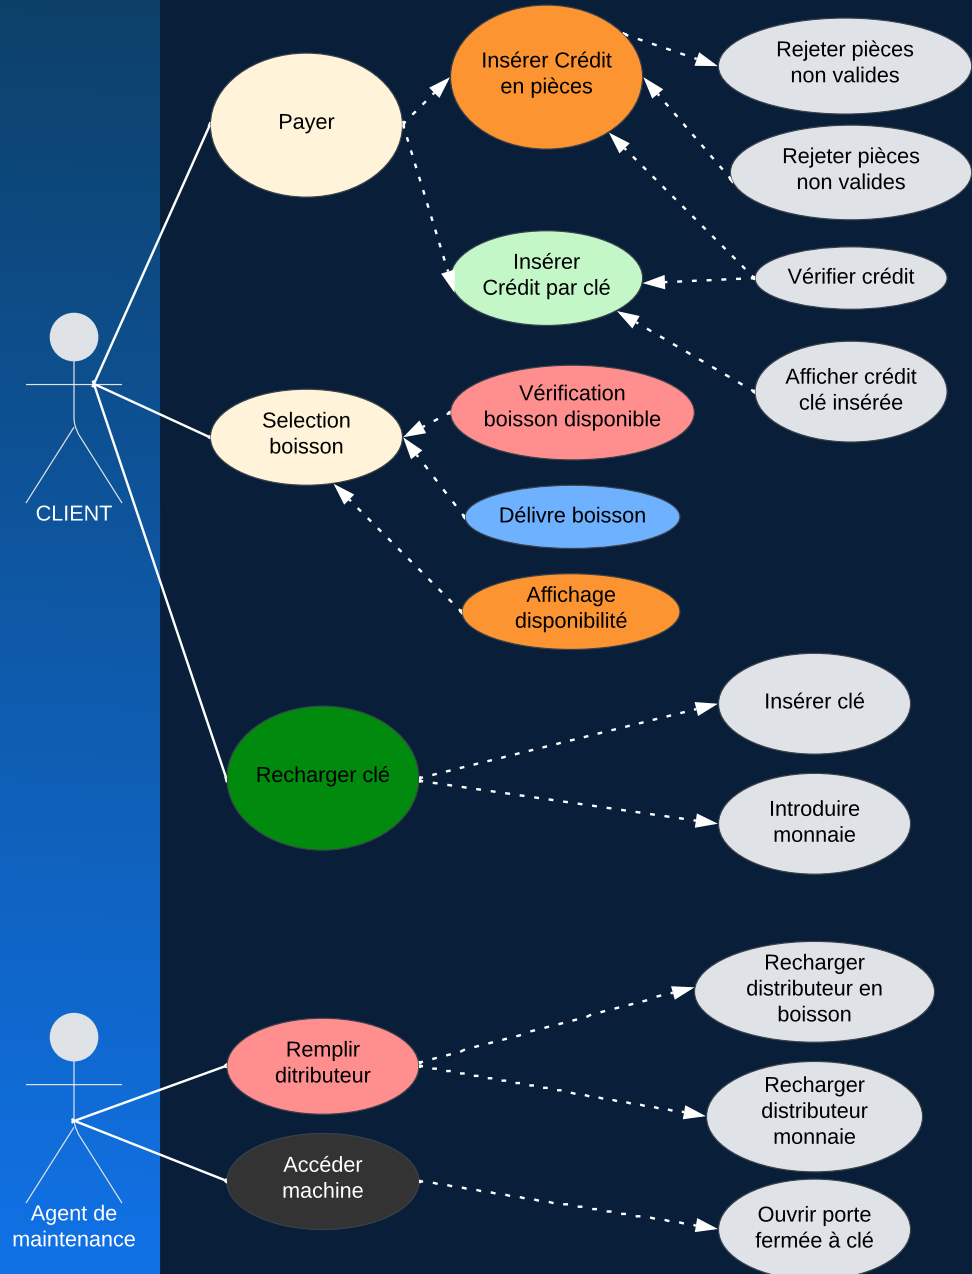 Insérer Crédit
en pièces
Rejeter pièces
non valides
Payer
Rejeter pièces
non valides
Insérer
Crédit par clé
Vérifier crédit
Afficher crédit
clé insérée
Selection
boisson
Vérification
boisson disponible
CLIENT
Délivre boisson
Affichage
disponibilité
Recharger clé
Insérer clé
Introduire
monnaie
Remplir
ditributeur
Recharger
distributeur en
boisson
Recharger
distributeur
monnaie
Accéder
machine
Agent de
maintenance
Ouvrir porte
fermée à clé